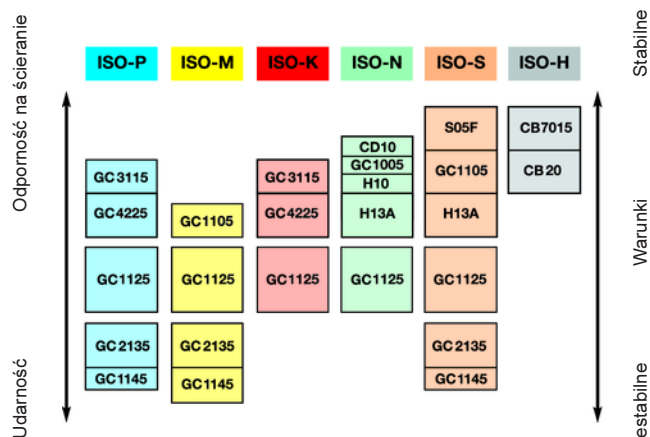 ISO-P ISO-M ISO-K ISO-N ISO-S ISO-H
Odporność na ścieranie
Udarność
Stabilne
Warunki
estabilne
GC3115
GC4225
GC1125
GC2135
GC1145
GC1105
GC1125
GC2135
GC1145
GC3115
GC4225
GC1125
CD10
GC1005
H10
H13A
GC1125
S05F
GC1105
H13A
GC1125
GC2135
GC1145
CB7015
CB20